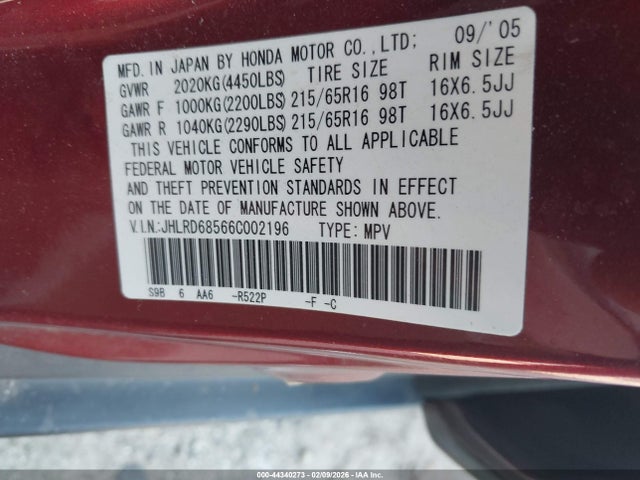 09/'05
MFD. IN JAPAN BY HONDA MOTOR CO.,LTD;
GVWR 2020KG(4450LBS) TIRE SIZE RIM SIZE
GAWR F 1000KG(2200LBS) 215/65R16 98T 16X6.5JJ
GAWR R 1040KG(2290LBS) 215/65R16 98T 16X6.5JJ
THIS VEHICLE CONFORMS TO ALL APPLICABLE
FEDERAL MOTOR VEHICLE SAFETY
AND THEFT PREVENTION STANDARDS IN EFFECT
ON THE DATE OF MANUFACTURE SHOWN ABOVE.
V.I.N:JHLRD68566C002196 TYPE: MPV
S9B 6 AA6 -R522P -F -C
000-44340273 - 02/09/2026 - IAAI.com